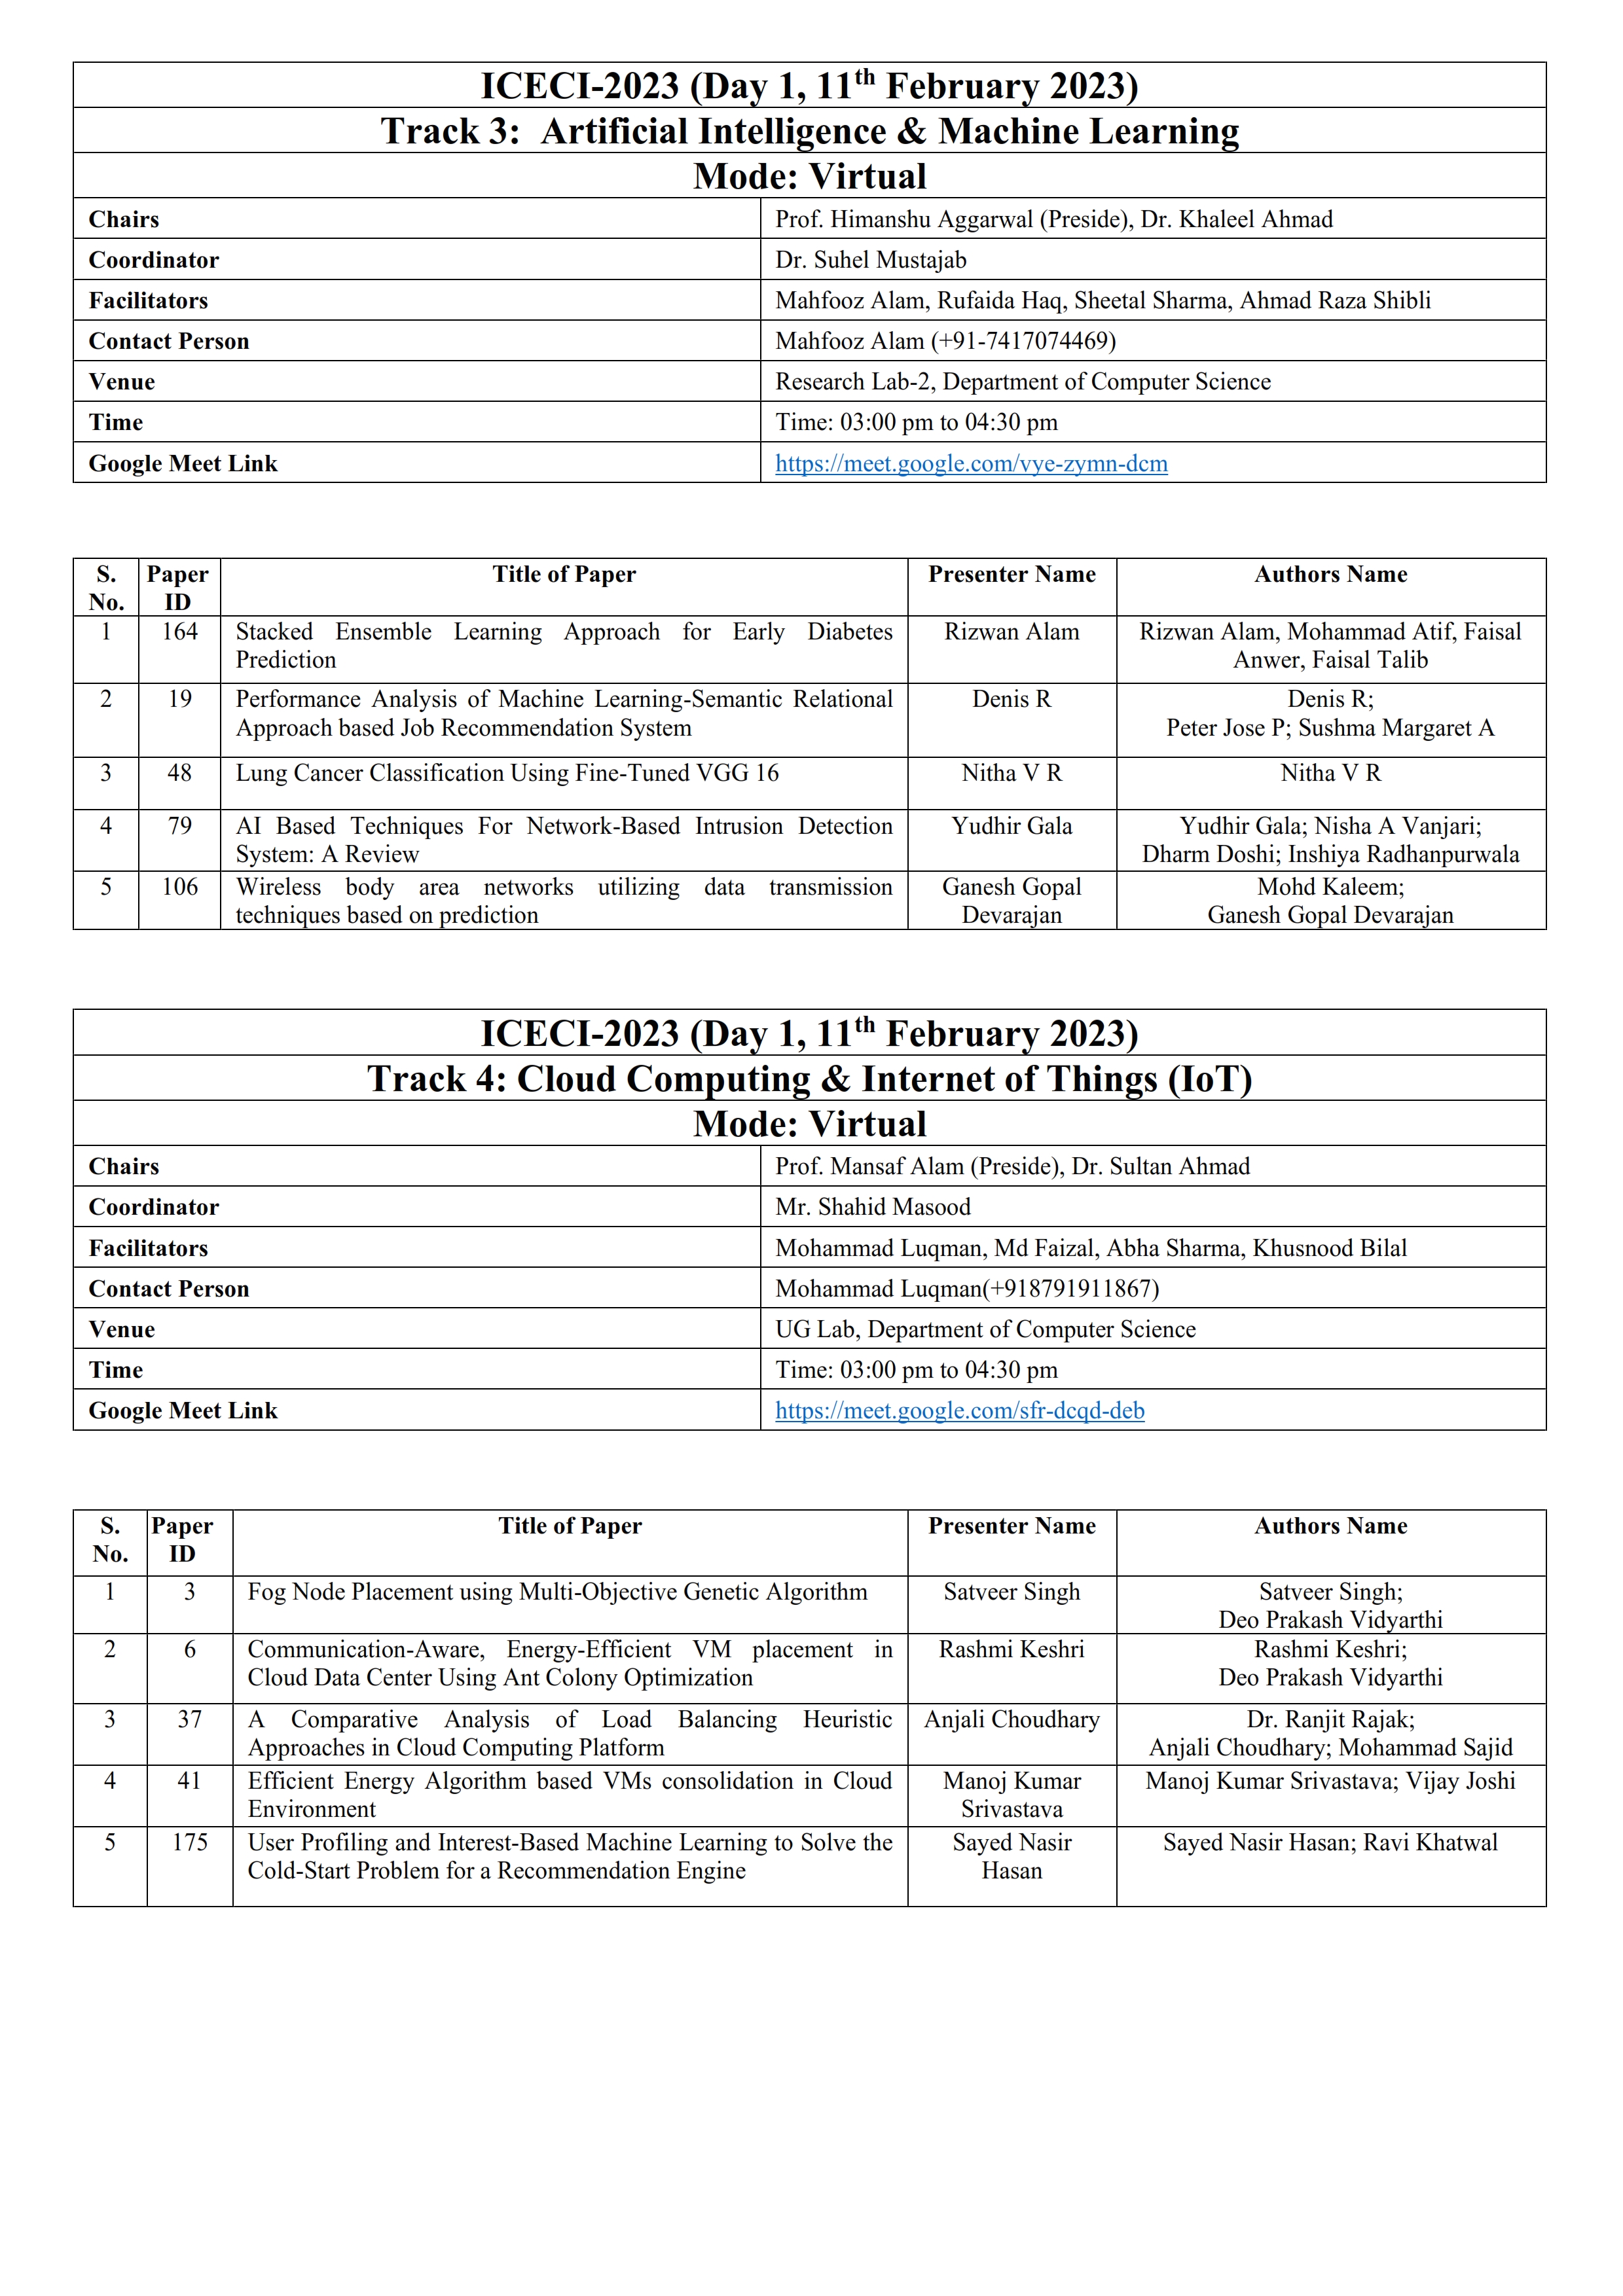 ICECI-2023 (Day 1, 11th February 2023)
Track 3:  Artificial Intelligence & Machine Learning
Mode: Virtual
Chairs Prof. Himanshu Aggarwal (Preside), Dr. Khaleel Ahmad
Coordinator Dr. Suhel Mustajab
Facilitators Mahfooz Alam, Rufaida Haq, Sheetal Sharma, Ahmad Raza Shibli
Contact Person Mahfooz Alam (+91-7417074469)
Venue Research Lab-2, Department of Computer Science
Time Time: 03:00 pm to 04:30 pm
Google Meet Link https://meet.google.com/vye-zymn-dcm
S. Paper Title of Paper Presenter Name Authors Name
No. ID
1 164 Stacked Ensemble Learning Approach for Early Diabetes Rizwan Alam Rizwan Alam, Mohammad Atif, Faisal
Prediction Anwer, Faisal Talib
2 19 Performance Analysis of Machine Learning-Semantic Relational Denis R Denis R;
Approach based Job Recommendation System Peter Jose P; Sushma Margaret A
3 48 Lung Cancer Classification Using Fine-Tuned VGG 16 Nitha V R Nitha V R
4 79 AI Based Techniques For Network-Based Intrusion Detection Yudhir Gala Yudhir Gala; Nisha A Vanjari;
System: A Review Dharm Doshi; Inshiya Radhanpurwala
5 106 Wireless body area networks utilizing data transmission Ganesh Gopal Mohd Kaleem;
techniques based on prediction Devarajan Ganesh Gopal Devarajan
ICECI-2023 (Day 1, 11th February 2023)
Track 4: Cloud Computing & Internet of Things (IoT)
Mode: Virtual
Chairs Prof. Mansaf Alam (Preside), Dr. Sultan Ahmad
Coordinator Mr. Shahid Masood
Facilitators Mohammad Luqman, Md Faizal, Abha Sharma, Khusnood Bilal
Contact Person Mohammad Luqman(+918791911867)
Venue UG Lab, Department of Computer Science
Time Time: 03:00 pm to 04:30 pm
Google Meet Link https://meet.google.com/sfr-dcqd-deb
S. Paper Title of Paper Presenter Name Authors Name
No. ID
1 3 Fog Node Placement using Multi-Objective Genetic Algorithm Satveer Singh Satveer Singh;
Deo Prakash Vidyarthi
2 6 Communication-Aware, Energy-Efficient VM placement in Rashmi Keshri Rashmi Keshri;
Cloud Data Center Using Ant Colony Optimization Deo Prakash Vidyarthi
3 37 A Comparative Analysis of Load Balancing Heuristic Anjali Choudhary Dr. Ranjit Rajak;
Approaches in Cloud Computing Platform Anjali Choudhary; Mohammad Sajid
4 41 Efficient Energy Algorithm based VMs consolidation in Cloud Manoj Kumar Manoj Kumar Srivastava; Vijay Joshi
Environment Srivastava
5 175 User Profiling and Interest-Based Machine Learning to Solve the Sayed Nasir Sayed Nasir Hasan; Ravi Khatwal
Cold-Start Problem for a Recommendation Engine Hasan